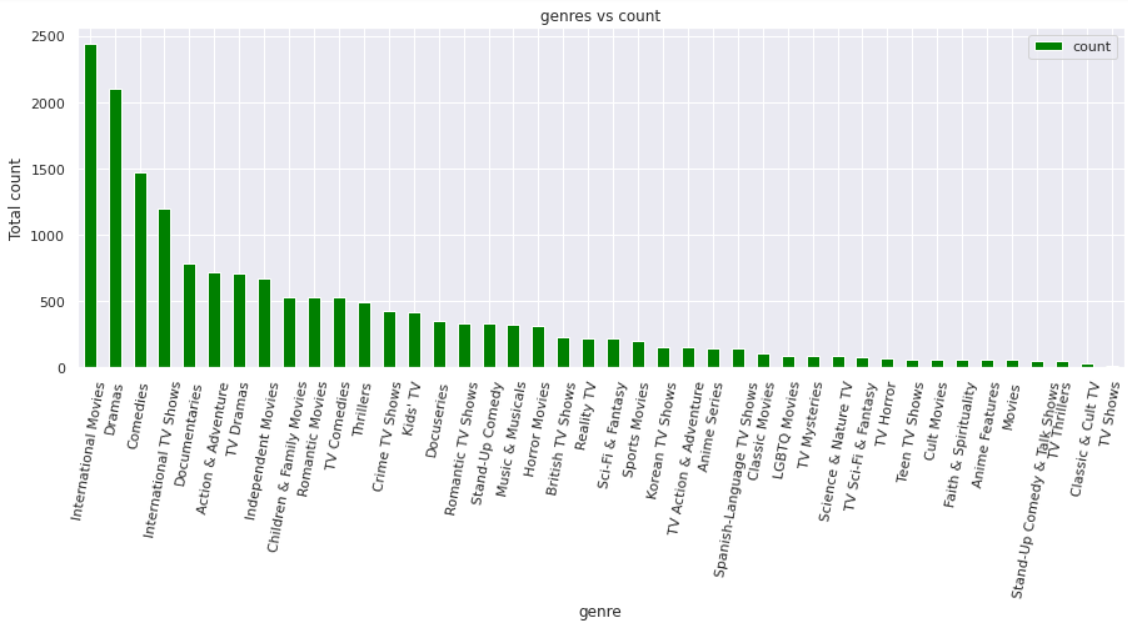 genres vs count
count
Total count
2500
2000
1500
1000
500
0
International Movies
Dramas
Comedies
International TV Shows
Documentaries
Action & Adventure
TV Dramas
Independent Movies
Children & Family Movies
Romantic Movies
TV Comedies
Thrillers
Crime TV Shows
Kids' TV
Docuseries
Romantic TV Shows
Stand-Up Comedy
Music & Musicals
Horror Movies
British TV Shows
Reality TV
Sci-Fi & Fantasy
Sports Movies
Korean TV Shows
TV Action & Adventure
Anime Series
Spanish-Language TV Shows
Classic Movies
LGBTQ Movies
TV Mysteries
Science & Nature TV
TV Sci-Fi & Fantasy
TV Horror
Teen TV Shows
Cult Movies
Faith & Spirituality
Anime Features
Movies
Stand-Up Comedy & Talk Shows
TV Thrillers
Classic & Cult TV
TV Shows
genre